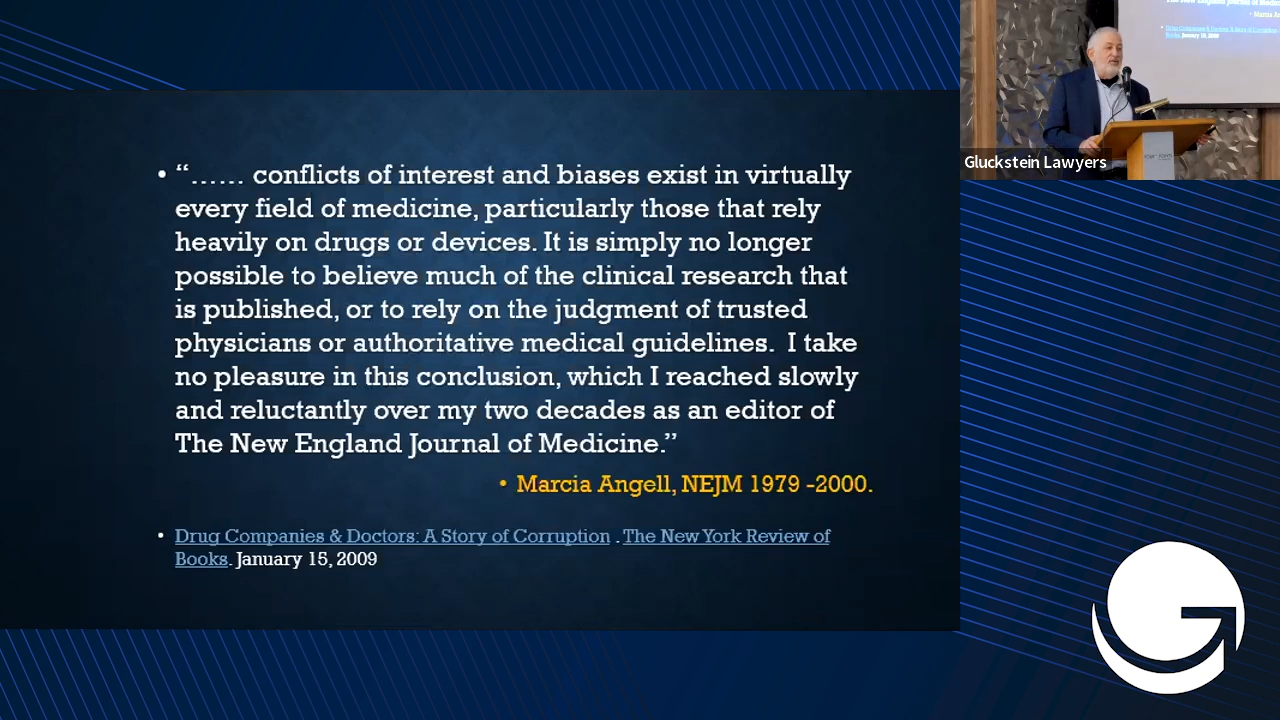 • “…… conflicts of interest and biases exist in virtually
every field of medicine, particularly those that rely
heavily on drugs or devices. It is simply no longer
possible to believe much of the clinical research that
is published, or to rely on the judgment of trusted
physicians or authoritative medical guidelines.  I take
no pleasure in this conclusion, which I reached slowly
and reluctantly over my two decades as an editor of
The New England Journal of Medicine.”
• Marcia Angell, NEJM 1979 -2000.
• Drug Companies & Doctors: A Story of Corruption . The New York Review of
Books. January 15, 2009
Gluckstein Lawyers